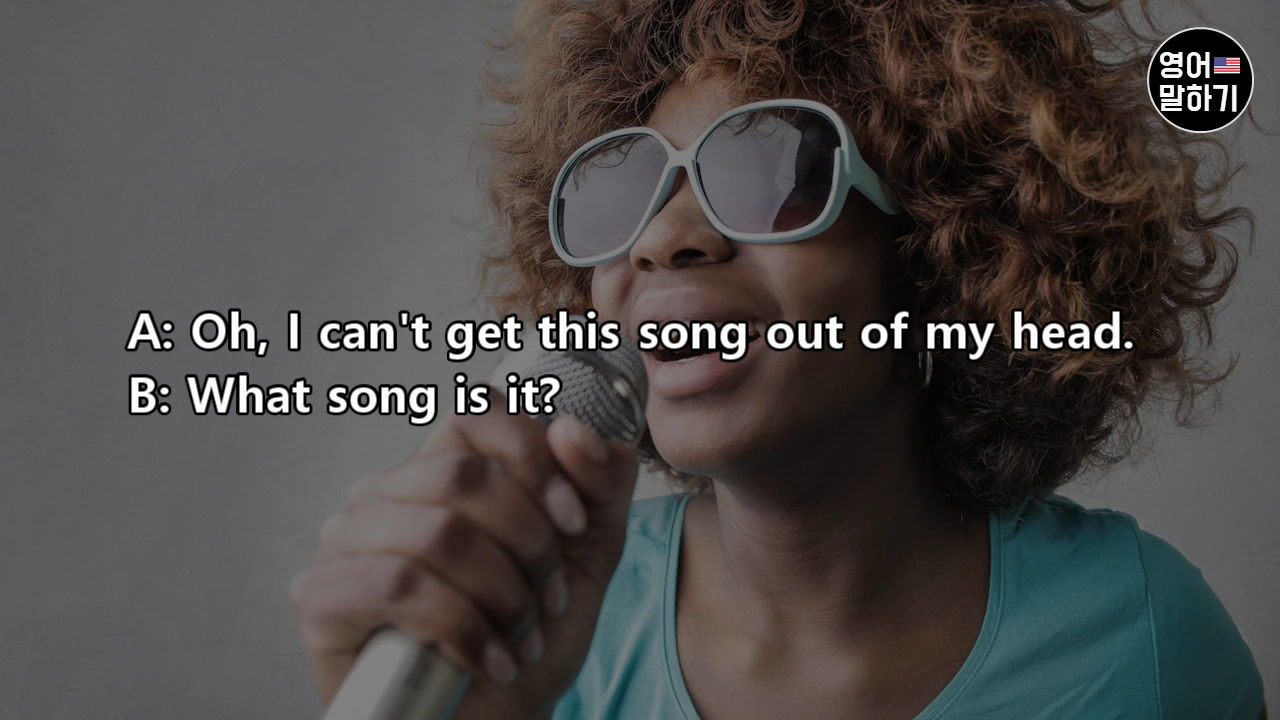 영어
말하기
A: Oh, I can't get this song out of my head.
B: What song is it?